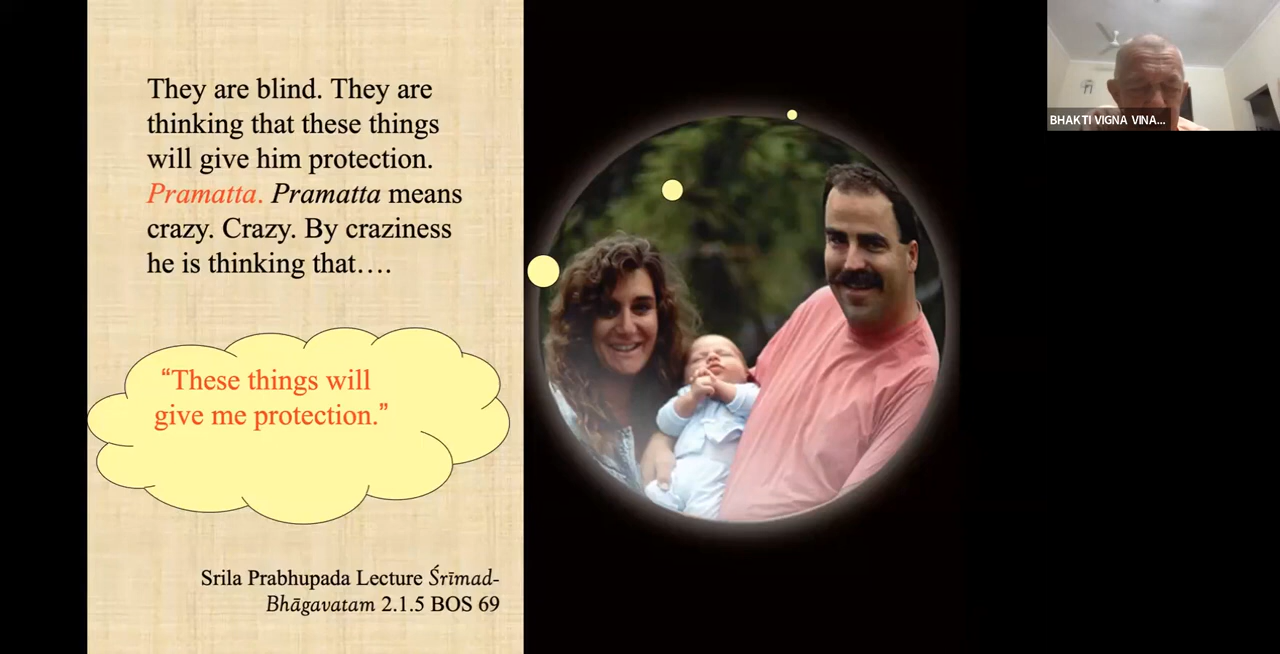 They are blind. They are
thinking that these things
will give him protection.
Pramatta. Pramatta means
crazy. Crazy. By craziness
he is thinking that….
“These things will
give me protection.”
Srila Prabhupada Lecture Śrīmad-
Bhāgavatam 2.1.5 BOS 69
BHAKTI VIGNA VINA...